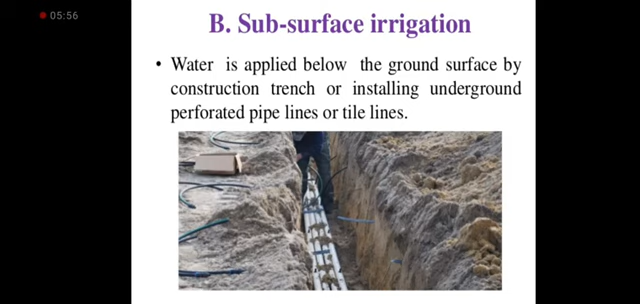 05:56
B. Sub-surface irrigation
• Water is applied below the ground surface by
construction trench or installing underground
perforated pipe lines or tile lines.